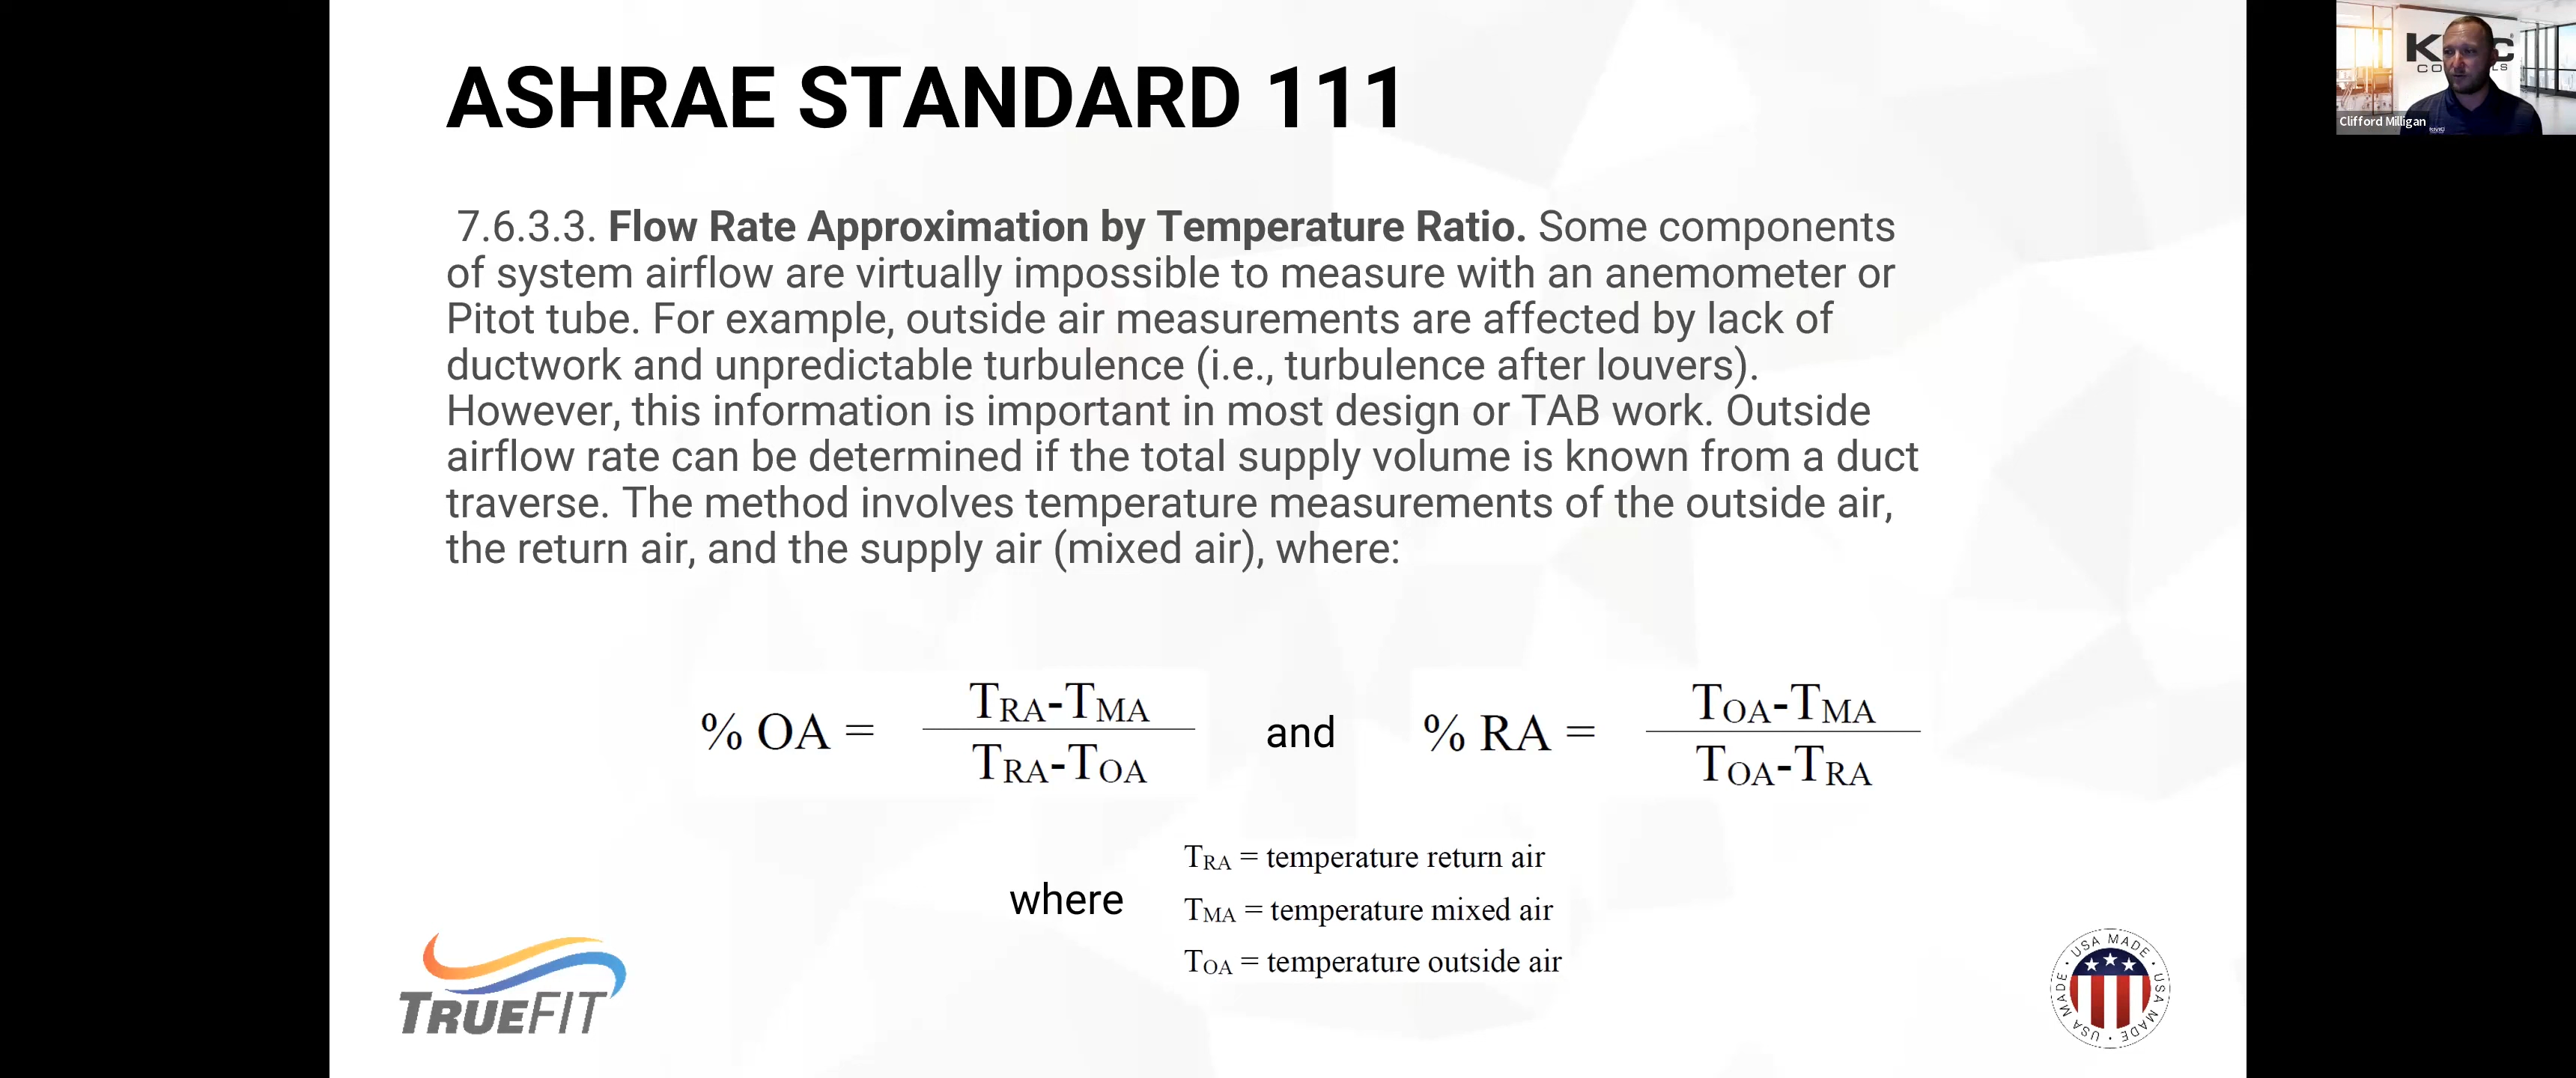 ASHRAE STANDARD 111
7.6.3.3. Flow Rate Approximation by Temperature Ratio. Some components
of system airflow are virtually impossible to measure with an anemometer or
Pitot tube. For example, outside air measurements are affected by lack of
ductwork and unpredictable turbulence (i.e., turbulence after louvers).
However, this information is important in most design or TAB work. Outside
airflow rate can be determined if the total supply volume is known from a duct
traverse. The method involves temperature measurements of the outside air,
the return air, and the supply air (mixed air), where:
% OA = TRA-TMA / TRA-TOA and % RA = TOA-TMA / TOA-TRA
where
TRA = temperature return air
TMA = temperature mixed air
TOA = temperature outside air
TRUEFIT
USA MADE • USA MADE • USA MADE • USA MADE •
Clifford Milligan